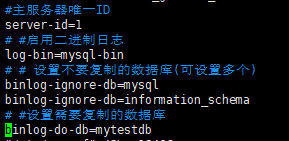 #主服务器唯一ID
server-id=1
# #启用二进制日志
log-bin=mysql-bin
# # 设置不要复制的数据库(可设置多个)
binlog-ignore-db=mysql
binlog-ignore-db=information_schema
# #设置需要复制的数据库
binlog-do-db=mytestdb